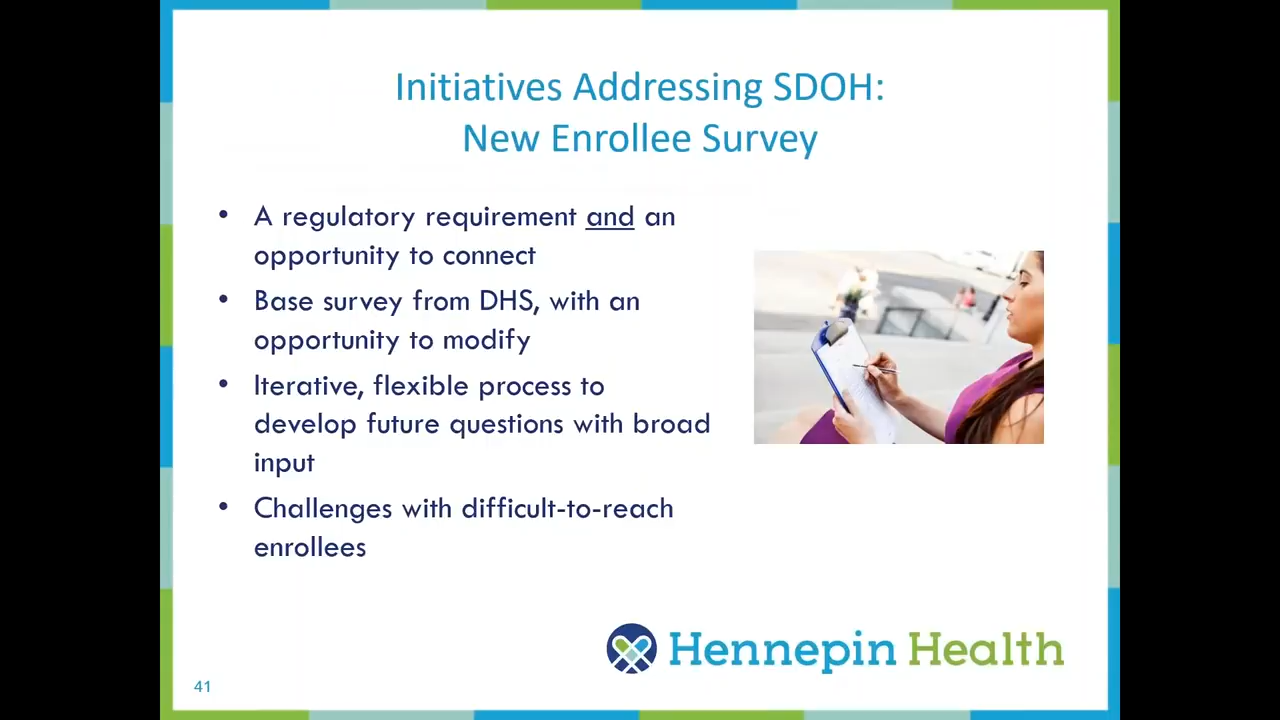 Initiatives Addressing SDOH:
New Enrollee Survey
• A regulatory requirement and an
opportunity to connect
• Base survey from DHS, with an
opportunity to modify
• Iterative, flexible process to
develop future questions with broad
input
• Challenges with difficult-to-reach
enrollees
Hennepin Health
41